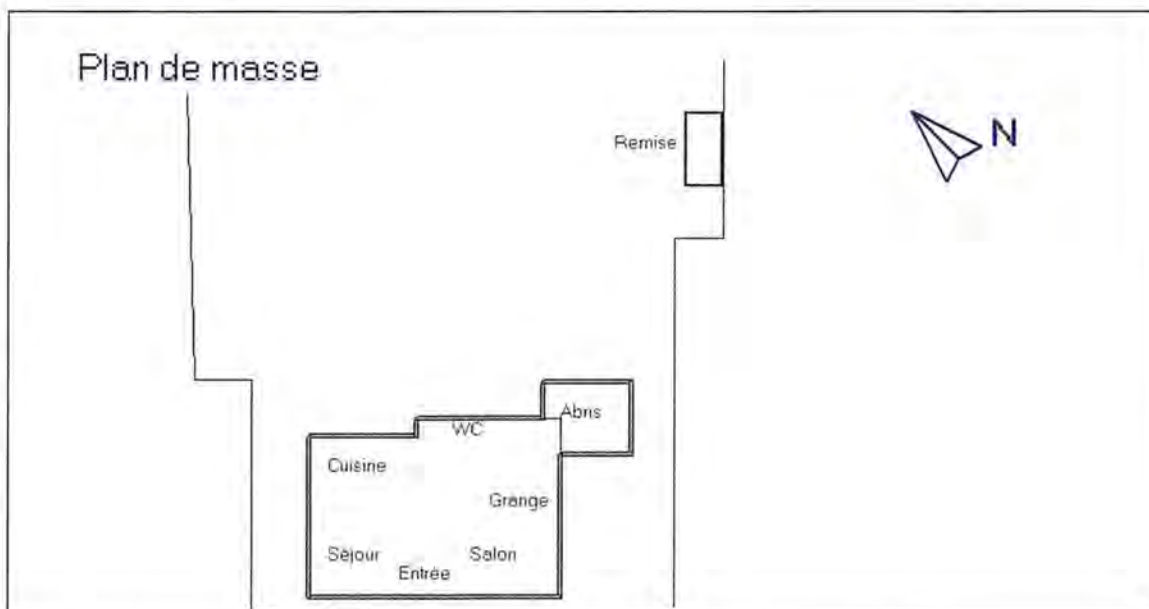 Plan de masse
Remise
N
Abris
WC
Cuisine
Grange
Séjour
Salon
Entrée